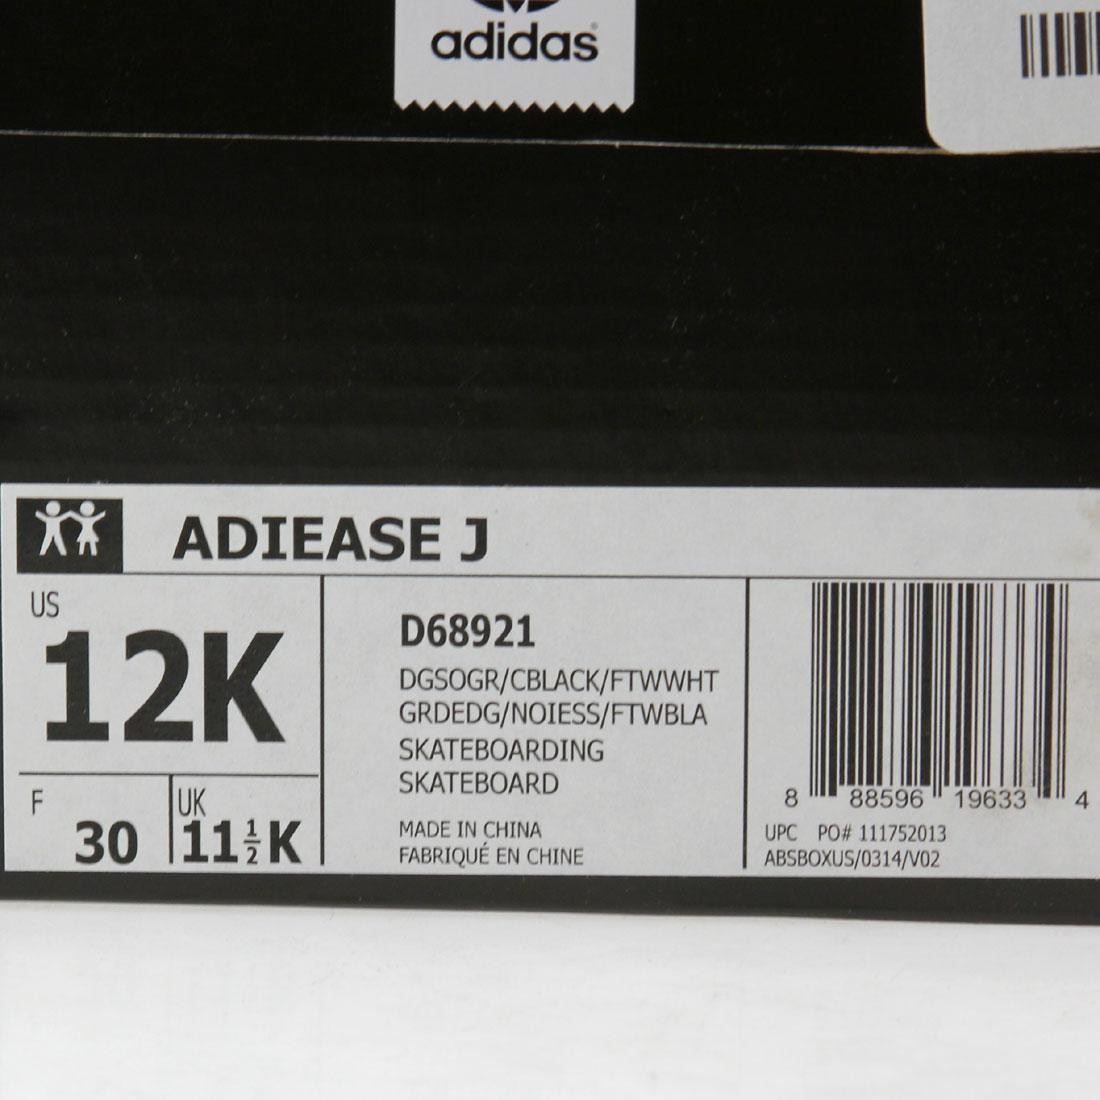 adidas
ADIEASE J
US
12K
F
30
UK
11 1/2 K
D68921
DGSOGR/CBLACK/FTWWHT
GRDEDG/NOIESS/FTWBLA
SKATEBOARDING
SKATEBOARD
MADE IN CHINA
FABRIQUÉ EN CHINE
8 88596 19633 4
UPC PO# 111752013
ABSBOXUS/0314/V02